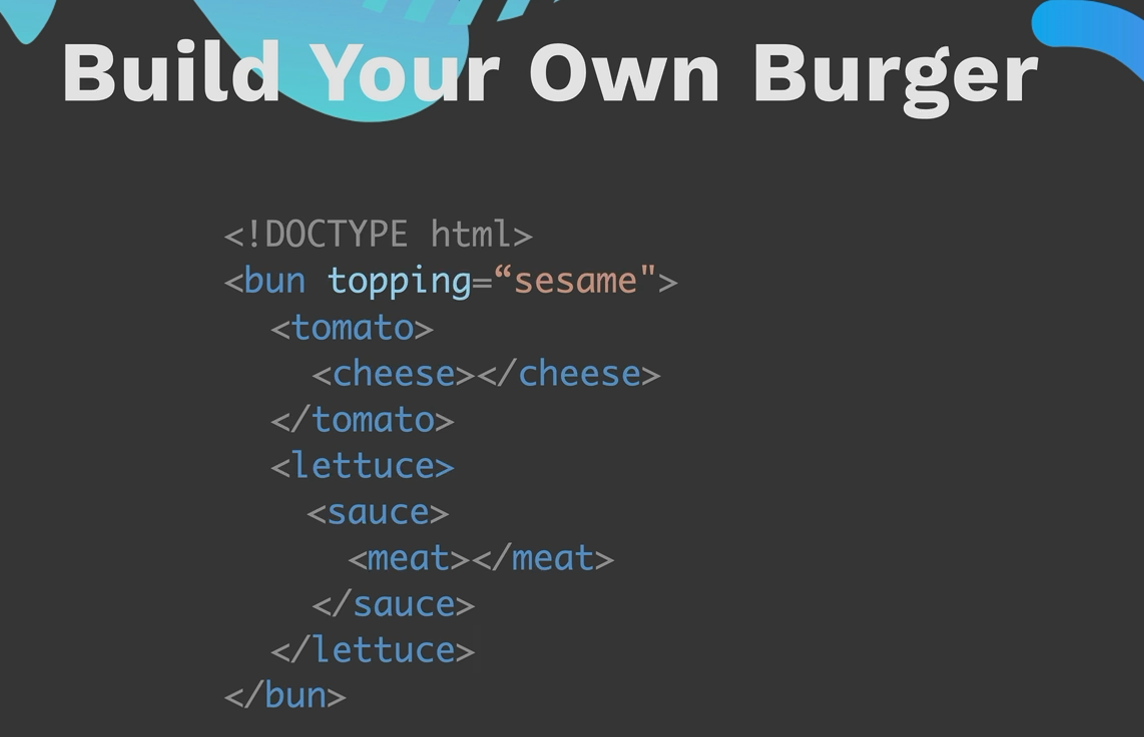 Build Your Own Burger
<!DOCTYPE html>
<bun topping=“sesame">
<tomato>
<cheese></cheese>
</tomato>
<lettuce>
<sauce>
<meat></meat>
</sauce>
</lettuce>
</bun>